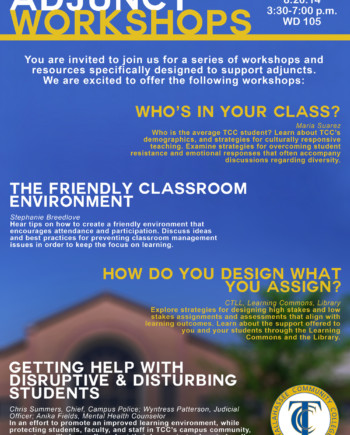 ADJUNCT
WORKSHOPS
8.20.14
3:30-7:00 p.m.
WD 105
You are invited to join us for a series of workshops and
resources specifically designed to support adjuncts.
We are excited to offer the following workshops:
WHO'S IN YOUR CLASS?
Maria Suarez
Who is the average TCC student? Learn about TCC's
demographics, and strategies for culturally responsive
teaching. Examine strategies for overcoming student
resistance and emotional responses that often accompany
discussions regarding diversity.
THE FRIENDLY CLASSROOM
ENVIRONMENT
Stephanie Breedlove
Hear tips on how to create a friendly environment that
encourages attendance and participation. Discuss ideas
and best practices for preventing classroom management
issues in order to keep the focus on learning.
HOW DO YOU DESIGN WHAT
YOU ASSIGN?
CTLL, Learning Commons, Library
Explore strategies for designing high stakes and low
stakes assignments and assessments that align with
learning outcomes. Learn about the support offered to
you and your students through the Learning
Commons and the Library.
GETTING HELP WITH
DISRUPTIVE & DISTURBING
STUDENTS
Chris Summers, Chief, Campus Police; Wyntress Patterson, Judicial
Officer; Anika Fields, Mental Health Counselor
In an effort to promote an improved learning environment, while
protecting students, faculty, and staff in TCC's campus community,
TALLAHASSEE COMMUNITY COLLEGE
TCC